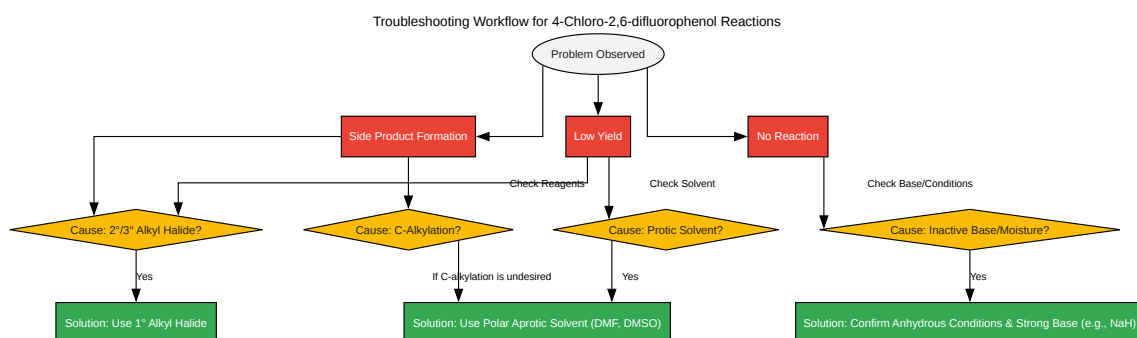 Troubleshooting Workflow for 4-Chloro-2,6-difluorophenol Reactions
Problem Observed
Side Product Formation
Low Yield
No Reaction
Check Reagents
Check Solvent
Check Base/Conditions
Cause: 2°/3° Alkyl Halide?
Cause: C-Alkylation?
Cause: Protic Solvent?
Cause: Inactive Base/Moisture?
Yes
If C-alkylation is undesired
Yes
Yes
Solution: Use 1° Alkyl Halide
Solution: Use Polar Aprotic Solvent (DMF, DMSO)
Solution: Confirm Anhydrous Conditions & Strong Base (e.g., NaH)